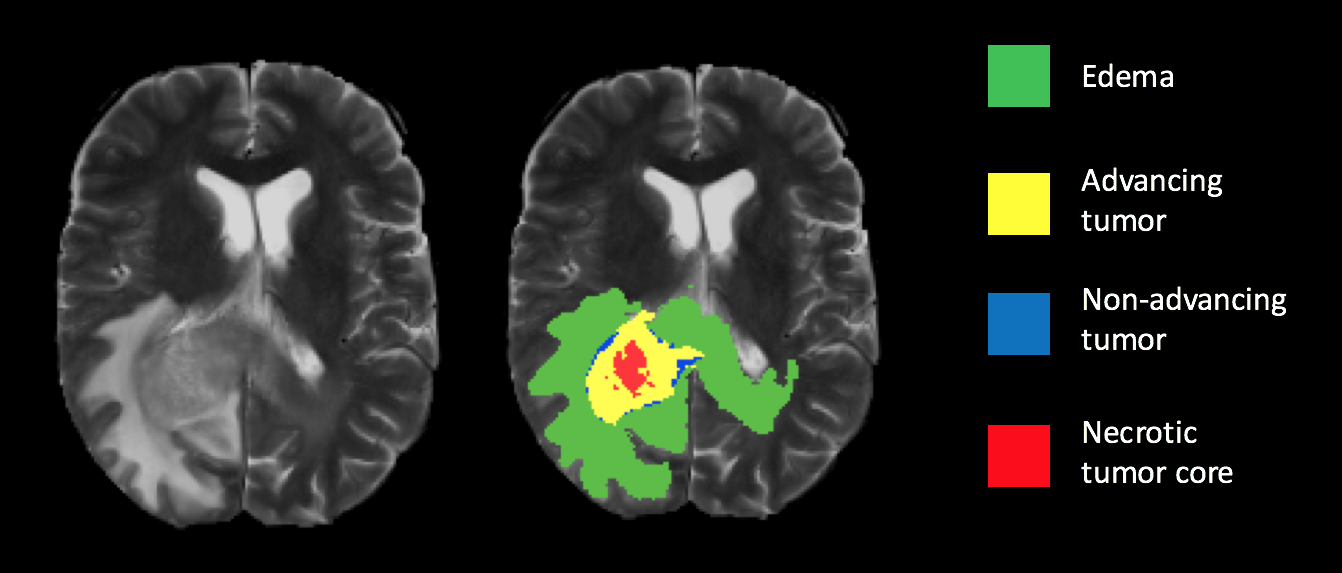 Edema
Advancing
tumor
Non-advancing
tumor
Necrotic
tumor core